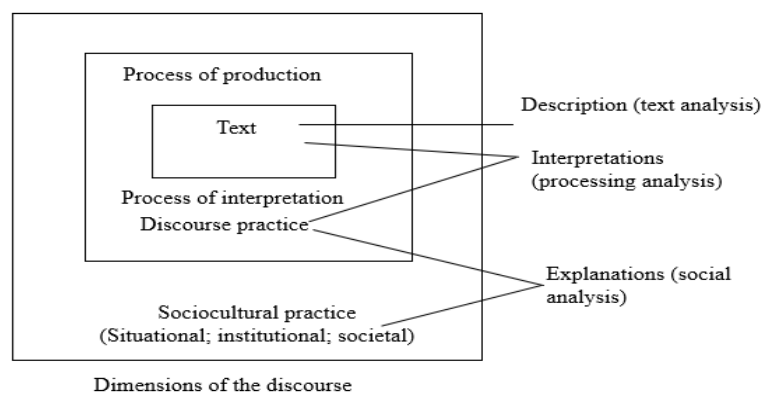 Process of production
Text
Process of interpretation
Discourse practice
Sociocultural practice
(Situational; institutional; societal)
Description (text analysis)
Interpretations
(processing analysis)
Explanations (social
analysis)
Dimensions of the discourse